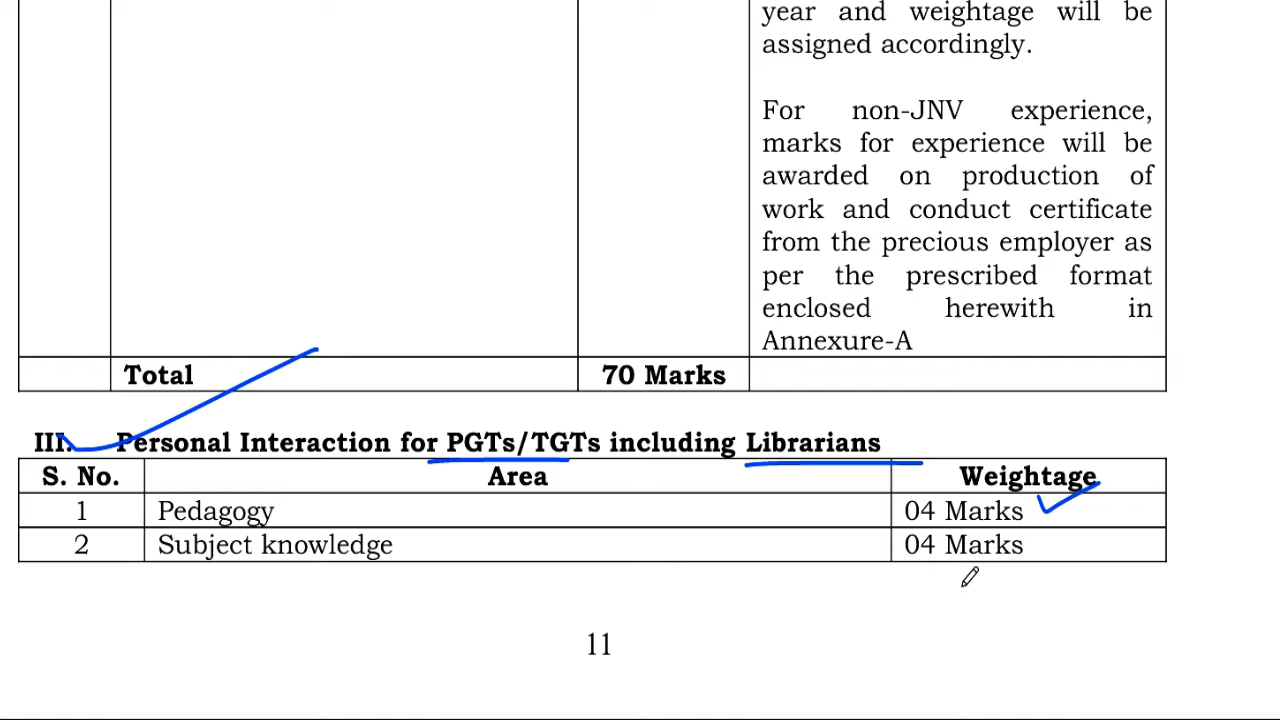 year and weightage will be
assigned accordingly.
For non-JNV experience,
marks for experience will be
awarded on production of
work and conduct certificate
from the precious employer as
per the prescribed format
enclosed herewith in
Annexure-A
Total 70 Marks
III. Personal Interaction for PGTs/TGTs including Librarians
S. No. Area Weightage
1 Pedagogy 04 Marks
2 Subject knowledge 04 Marks
11